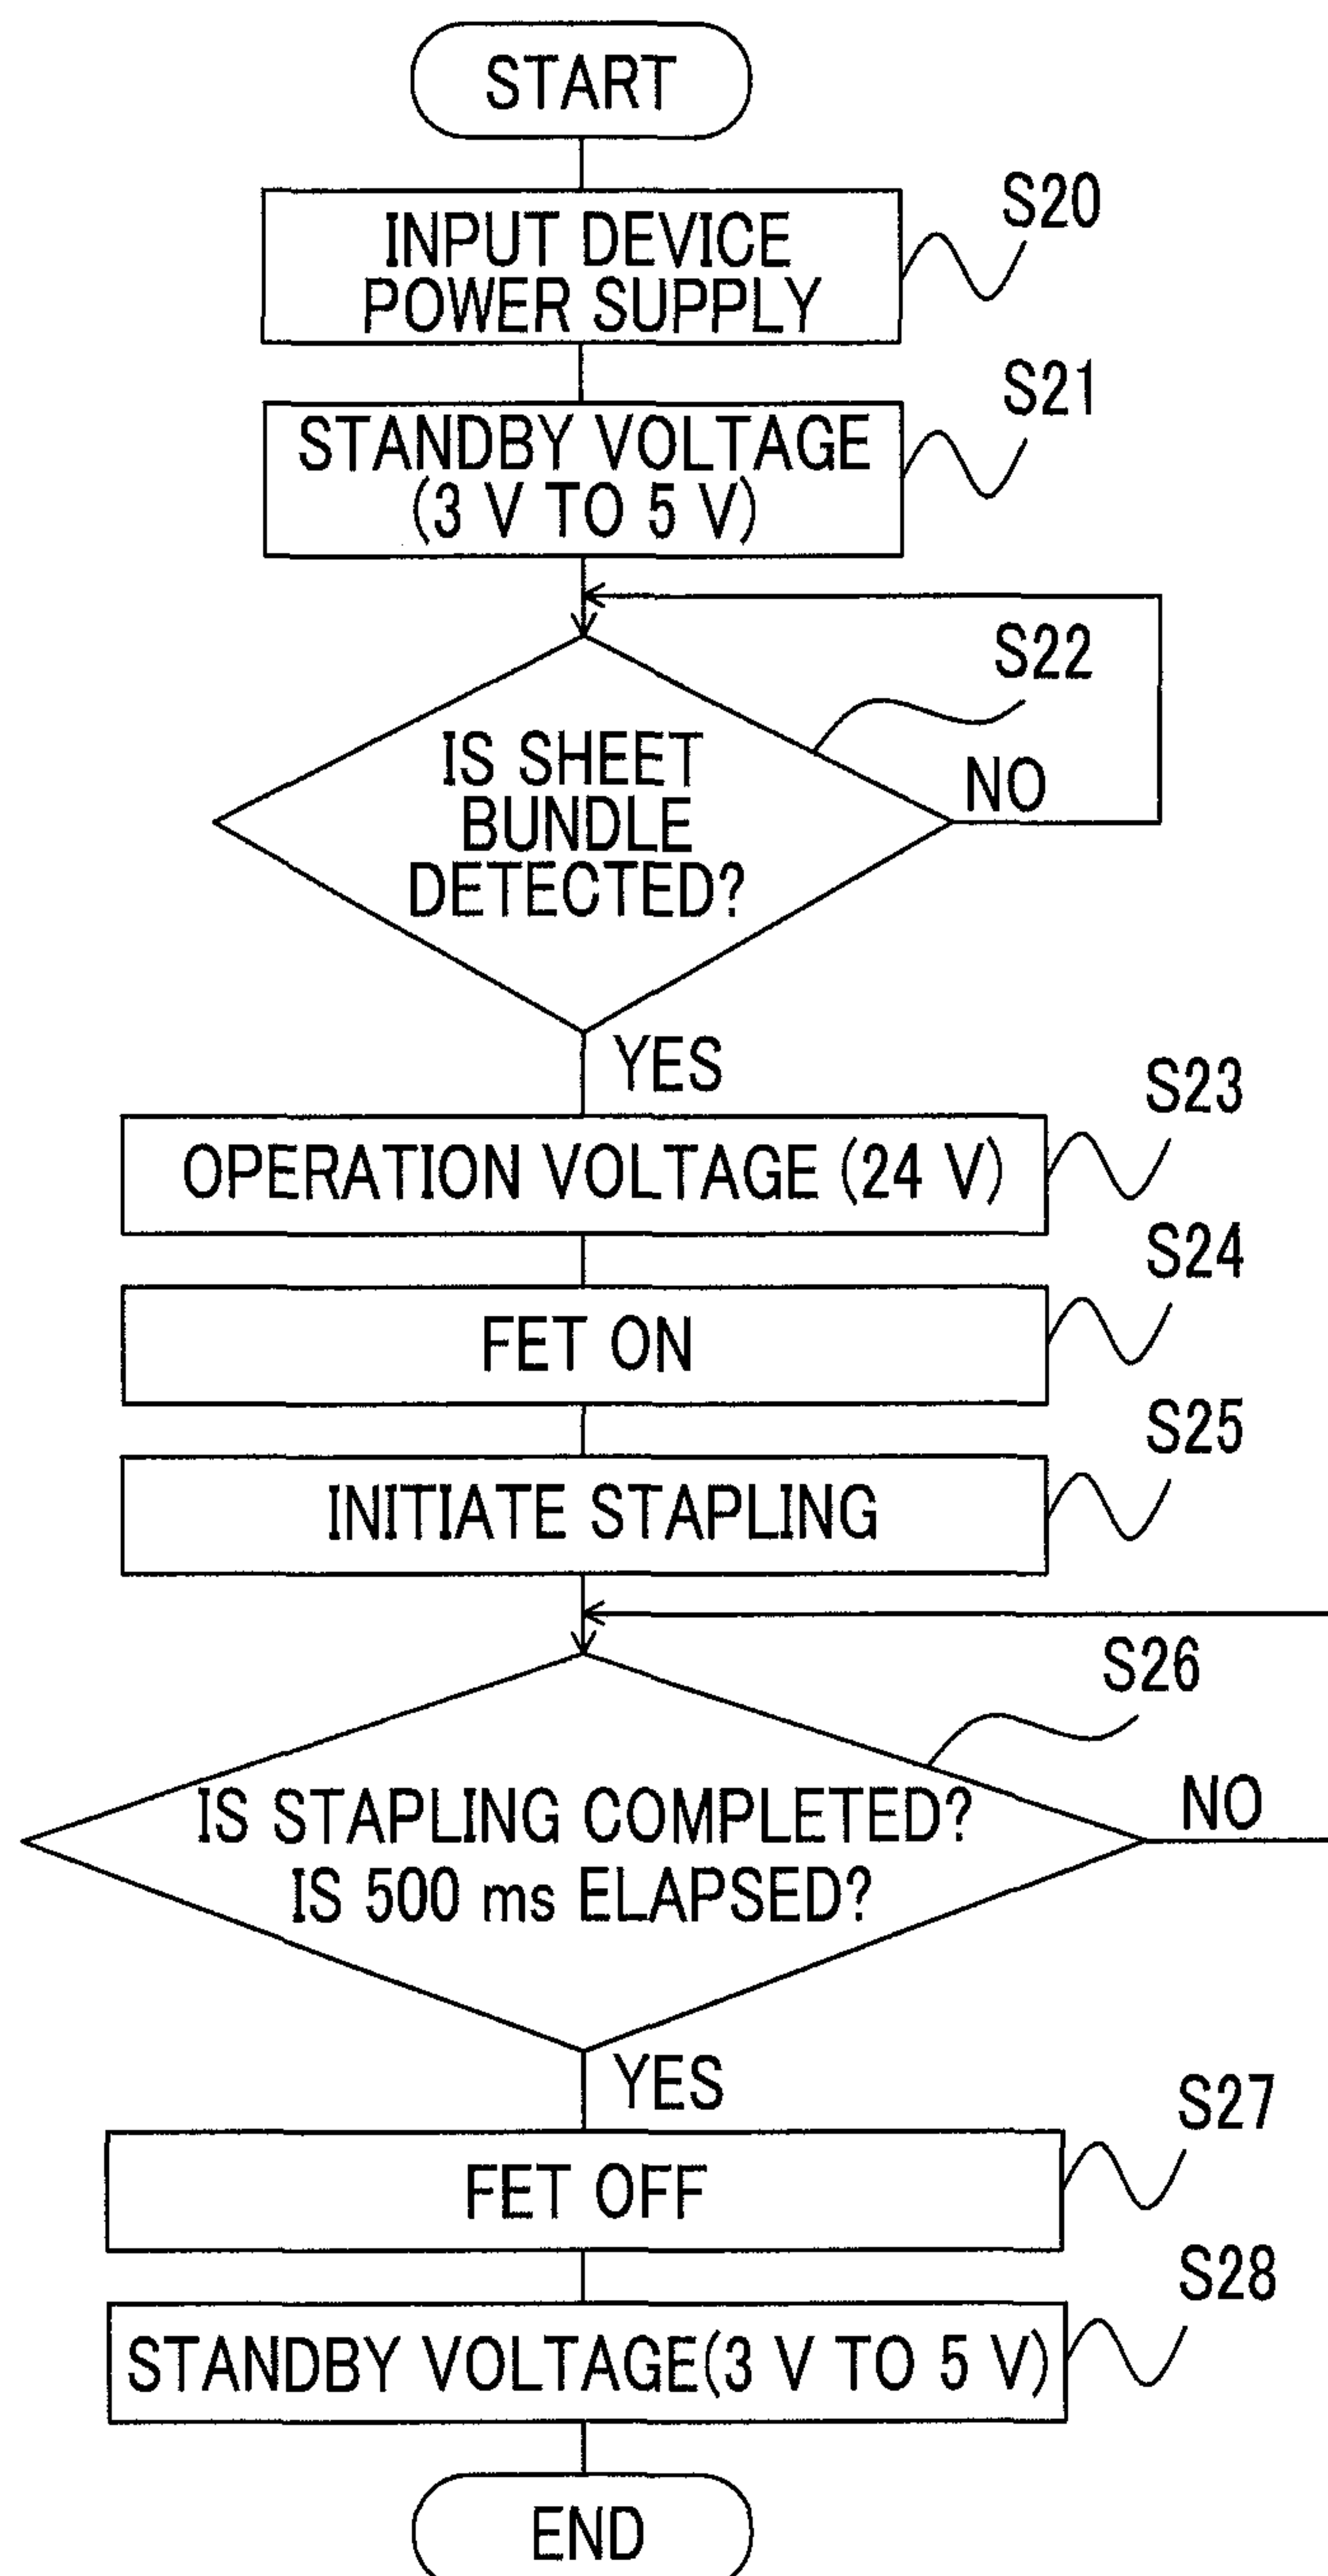 START
INPUT DEVICE
POWER SUPPLY
S20
STANDBY VOLTAGE
(3 V TO 5 V)
S21
IS SHEET
BUNDLE
DETECTED?
S22
NO
YES
OPERATION VOLTAGE (24 V)
S23
FET ON
S24
INITIATE STAPLING
S25
IS STAPLING COMPLETED?
IS 500 ms ELAPSED?
S26
NO
YES
FET OFF
S27
STANDBY VOLTAGE(3 V TO 5 V)
S28
END